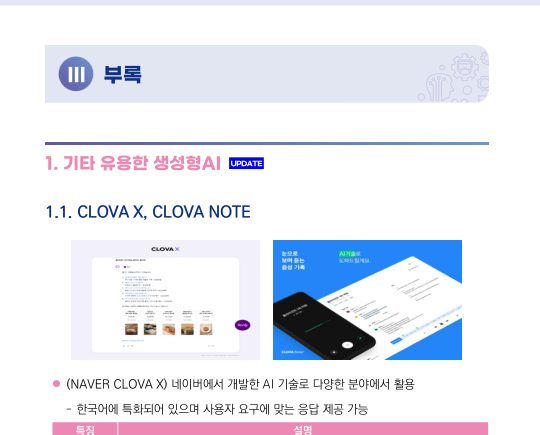 III 부록
1. 기타 유용한 생성형AI UPDATE
1.1. CLOVA X, CLOVA NOTE
CLOVA X
눈으로
보며 듣는
음성 기록
AI기술로
도와드릴게요
● (NAVER CLOVA X) 네이버에서 개발한 AI 기술로 다양한 분야에서 활용
- 한국어에 특화되어 있으며 사용자 요구에 맞는 응답 제공 가능
특징 설명